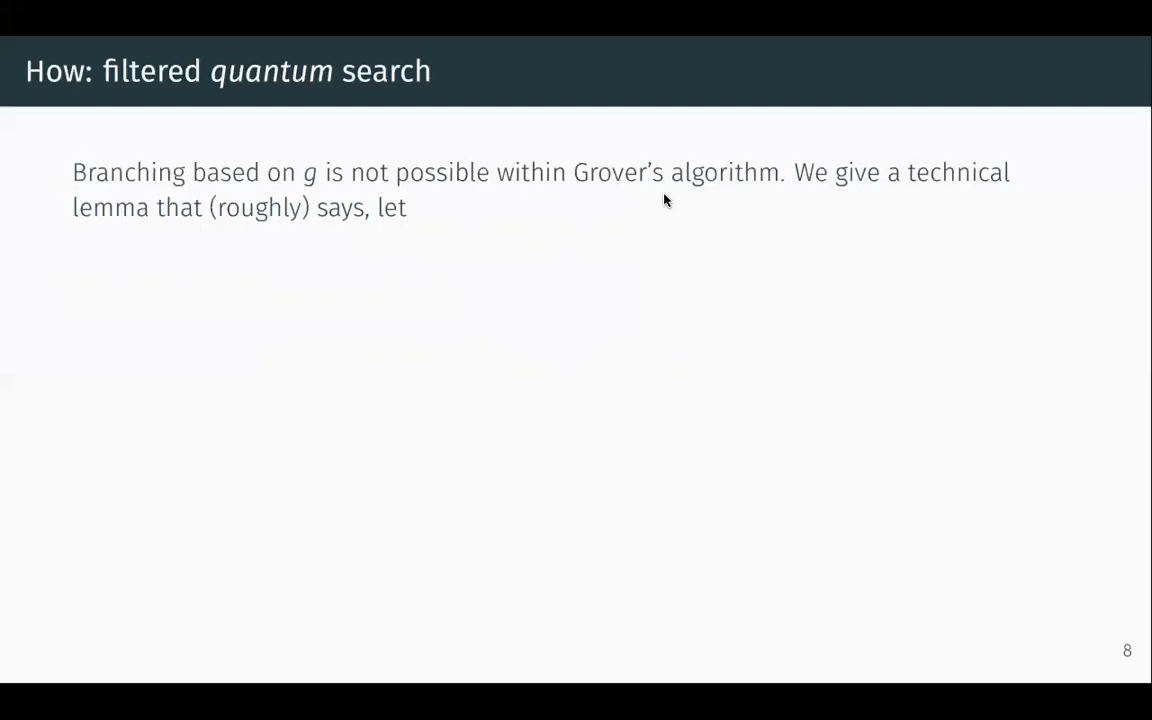 How: filtered quantum search
Branching based on g is not possible within Grover’s algorithm. We give a technical
lemma that (roughly) says, let
8